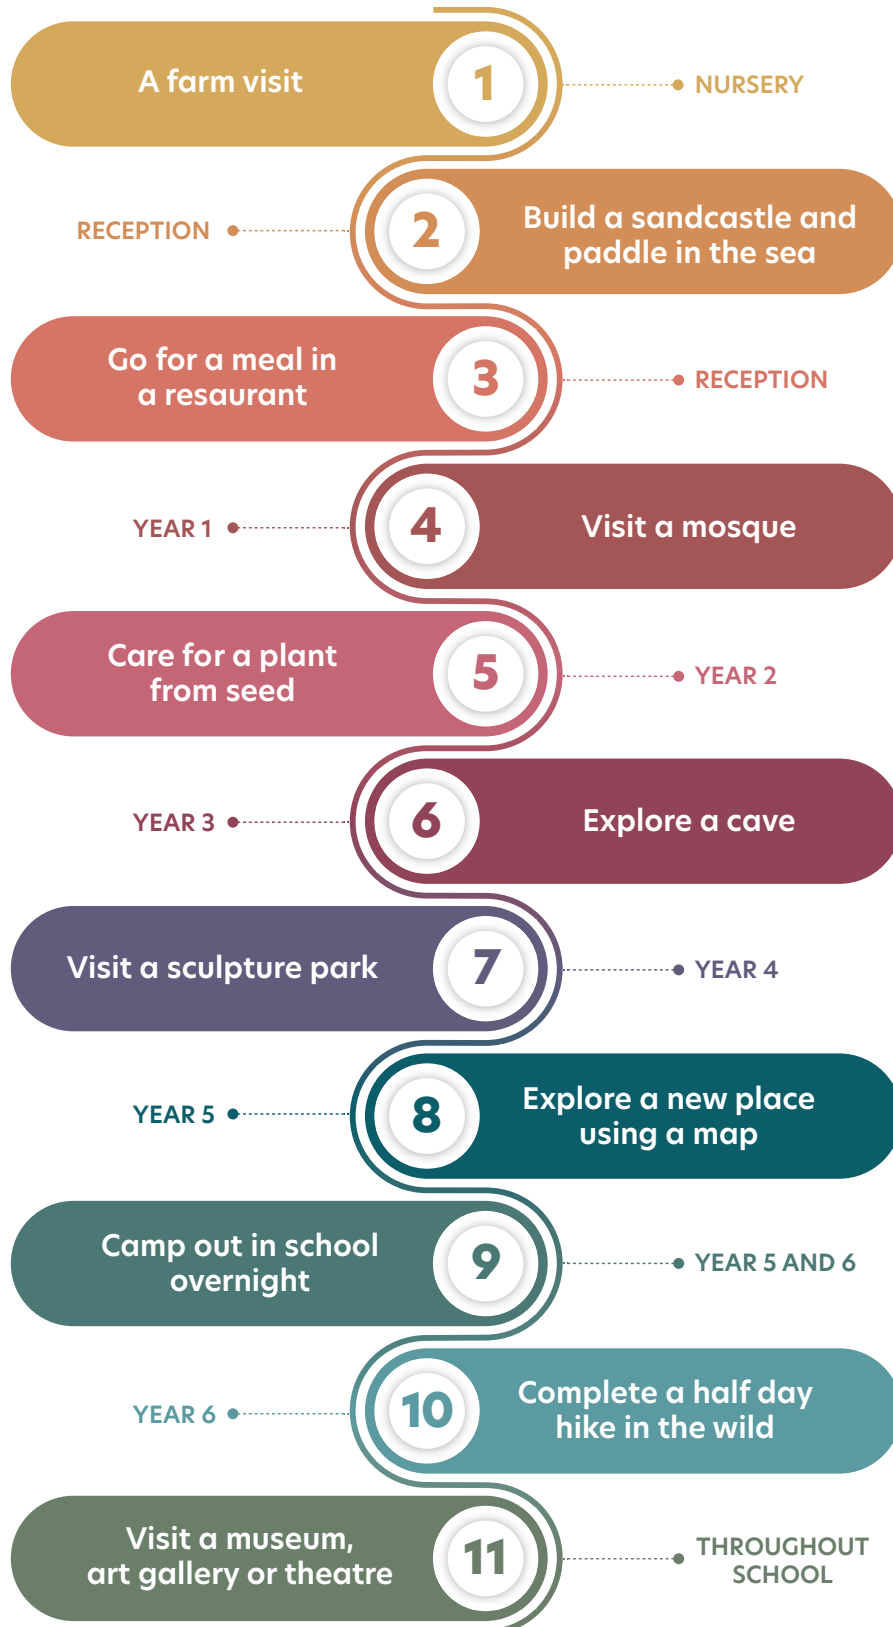 A farm visit
1
NURSERY
RECEPTION
2
Build a sandcastle and
paddle in the sea
Go for a meal in
a resaurant
3
RECEPTION
YEAR 1
4
Visit a mosque
Care for a plant
from seed
5
YEAR 2
YEAR 3
6
Explore a cave
Visit a sculpture park
7
YEAR 4
YEAR 5
8
Explore a new place
using a map
Camp out in school
overnight
9
YEAR 5 AND 6
YEAR 6
10
Complete a half day
hike in the wild
Visit a museum,
art gallery or theatre
11
THROUGHOUT
SCHOOL